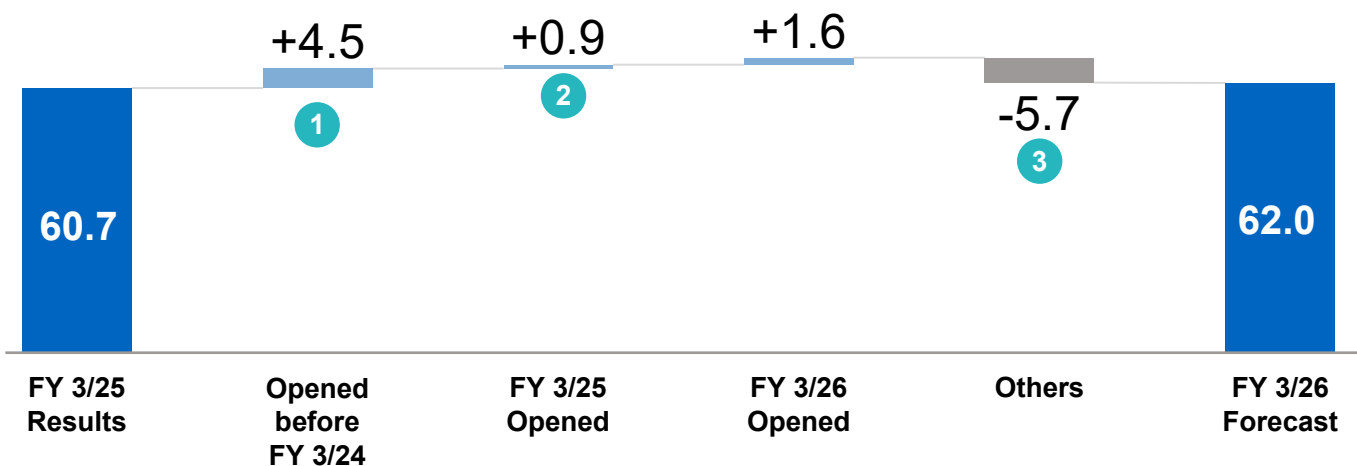 +4.5
+0.9
+1.6
1
2
-5.7
3
60.7
62.0
FY 3/25
Results
Opened
before
FY 3/24
FY 3/25
Opened
FY 3/26
Opened
Others
FY 3/26
Forecast